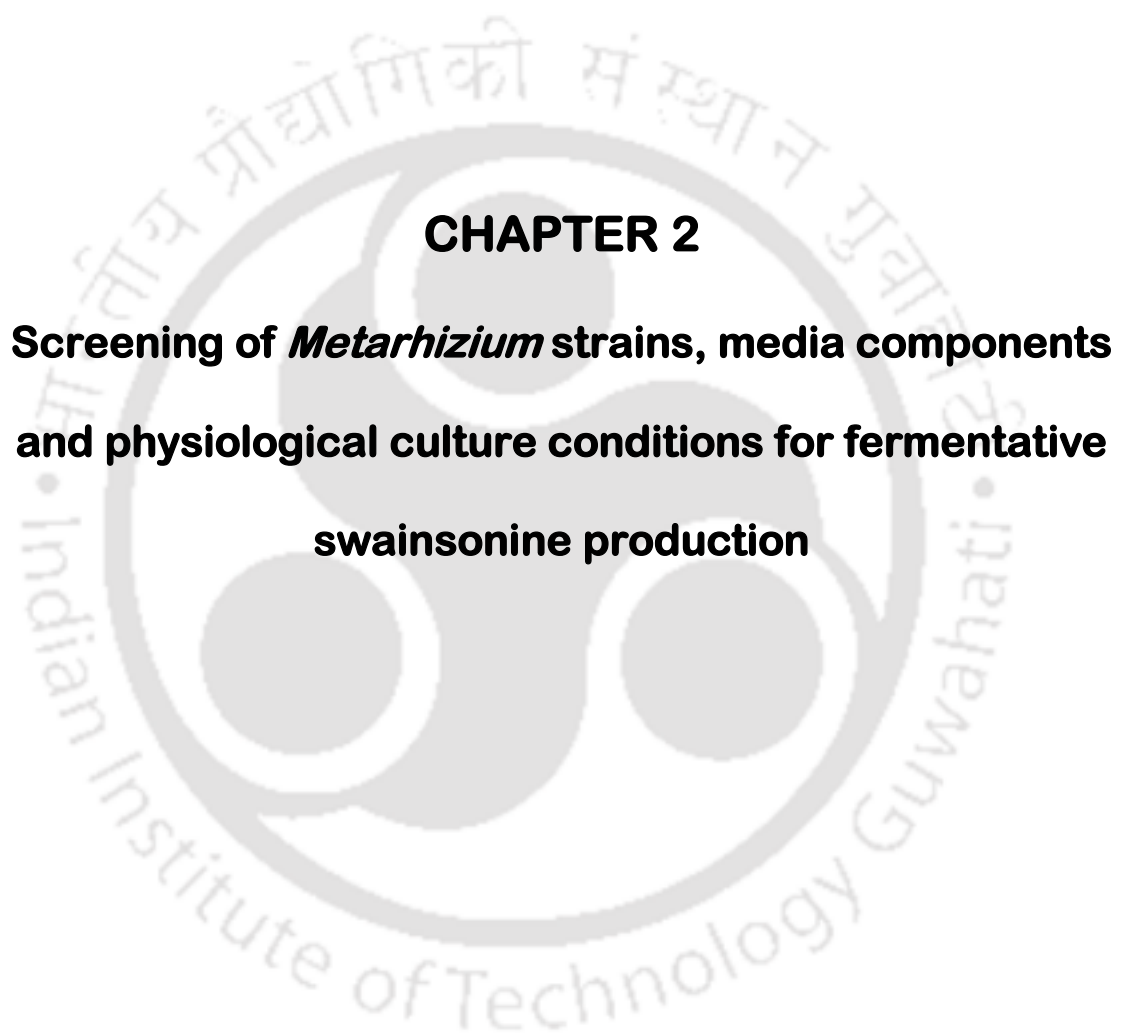 CHAPTER 2
Screening of Metarhizium strains, media components
and physiological culture conditions for fermentative
swainsonine production
भारतीय प्रौद्योगिकी संस्थान गुवाहाटी
• Indian Institute of Technology Guwahati •